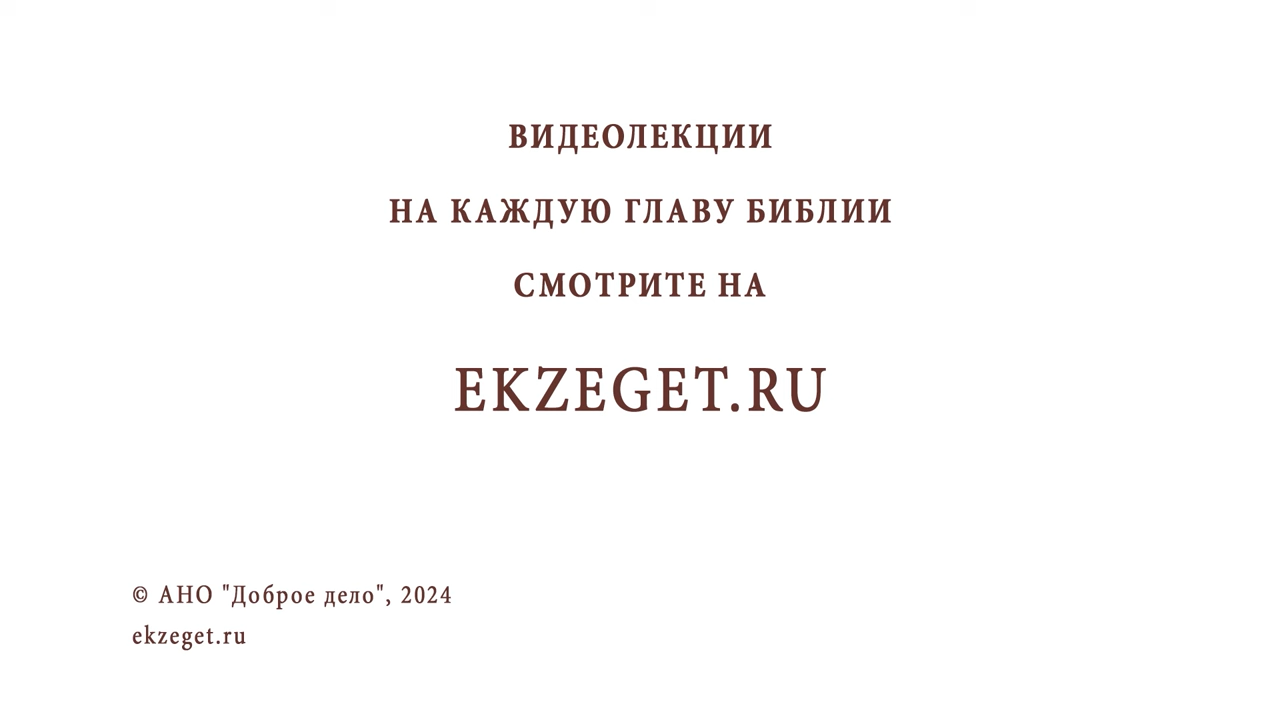 ВИДЕОЛЕКЦИИ
НА КАЖДУЮ ГЛАВУ БИБЛИИ
СМОТРИТЕ НА
EKZEGET.RU
© АНО "Доброе дело", 2024
ekzeget.ru